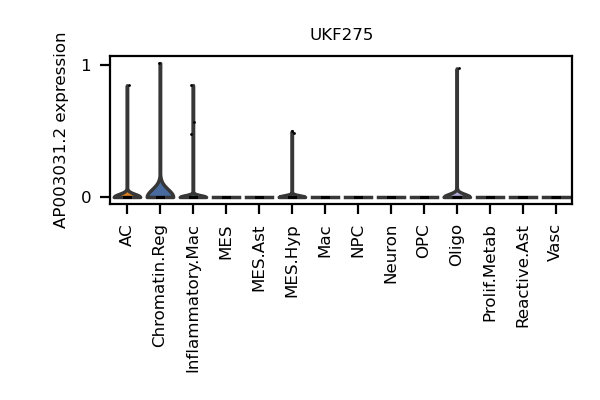 UKF275
AP003031.2 expression
1
0
AC
Chromatin.Reg
Inflammatory.Mac
MES
MES.Ast
MES.Hyp
Mac
NPC
Neuron
OPC
Oligo
Prolif.Metab
Reactive.Ast
Vasc